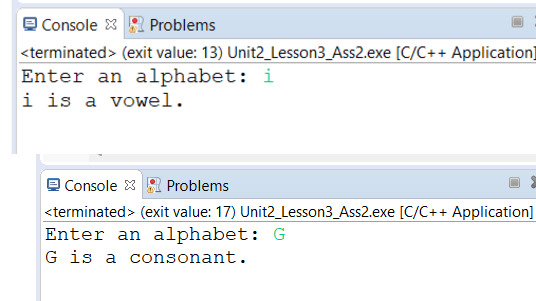 Console Problems
<terminated> (exit value: 13) Unit2_Lesson3_Ass2.exe [C/C++ Application]
Enter an alphabet: i
i is a vowel.
Console Problems
<terminated> (exit value: 17) Unit2_Lesson3_Ass2.exe [C/C++ Application]
Enter an alphabet: G
G is a consonant.